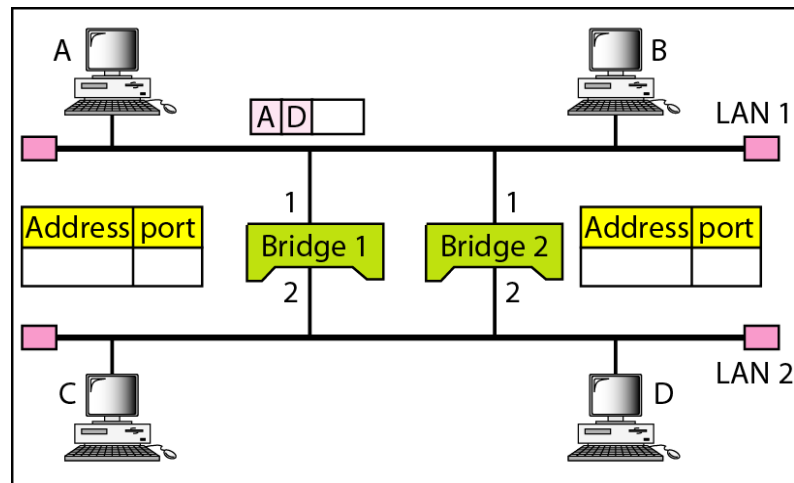 A
B
A D
LAN 1
1
1
Address port
Bridge 1
Bridge 2
Address port
2
2
LAN 2
C
D